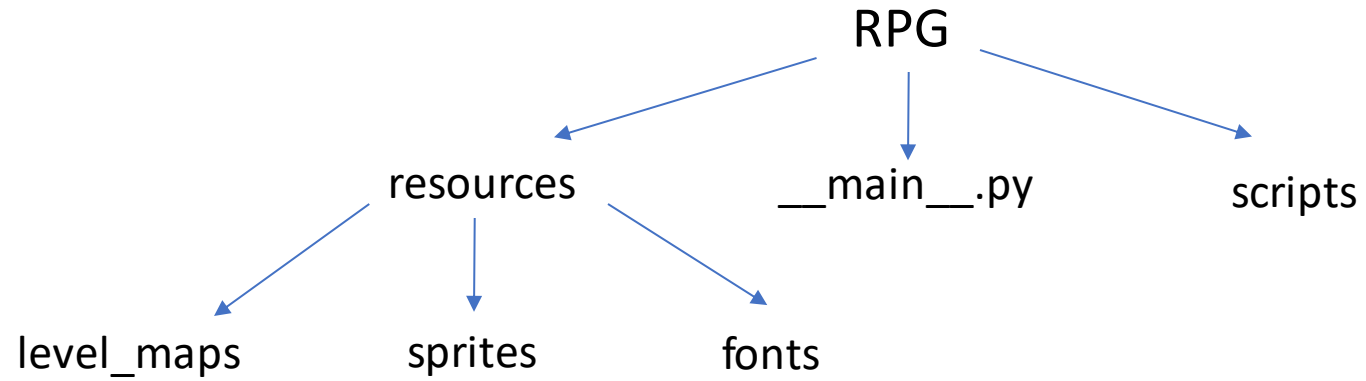 RPG
resources
__main__.py
scripts
level_maps
sprites
fonts